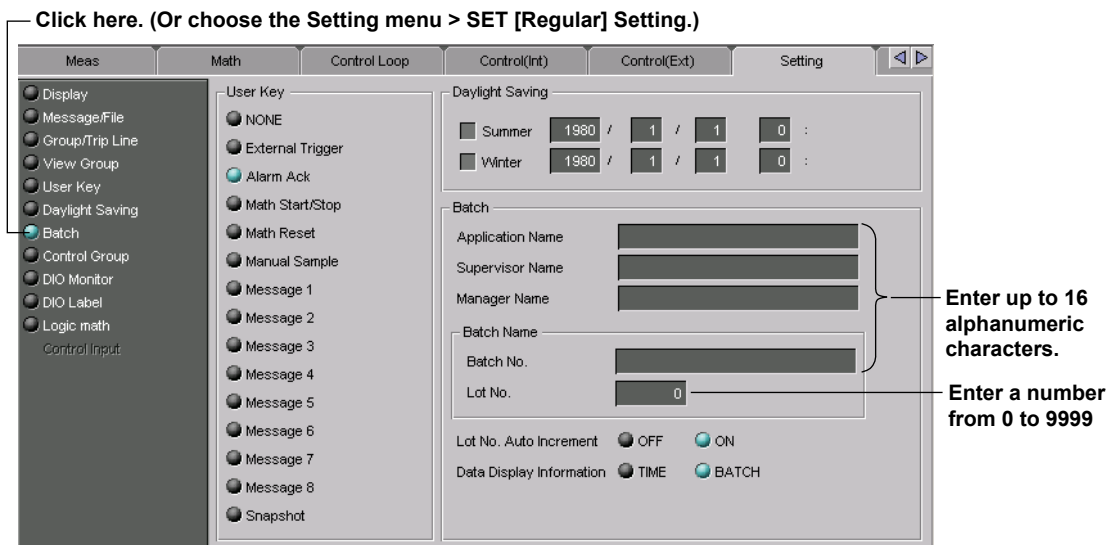 Click here. (Or choose the Setting menu > SET [Regular] Setting.)
Meas Math Control Loop Control(Int) Control(Ext) Setting
Display
Message/File
Group/Trip Line
View Group
User Key
Daylight Saving
Batch
Control Group
DIO Monitor
DIO Label
Logic math
Control Input
User Key
NONE
External Trigger
Alarm Ack
Math Start/Stop
Math Reset
Manual Sample
Message 1
Message 2
Message 3
Message 4
Message 5
Message 6
Message 7
Message 8
Snapshot
Daylight Saving
Summer 1980 / 1 / 1 0 :
Winter 1980 / 1 / 1 0 :
Batch
Application Name
Supervisor Name
Manager Name
Batch Name
Batch No.
Lot No. 0
Lot No. Auto Increment OFF ON
Data Display Information TIME BATCH
Enter up to 16
alphanumeric
characters.
Enter a number
from 0 to 9999